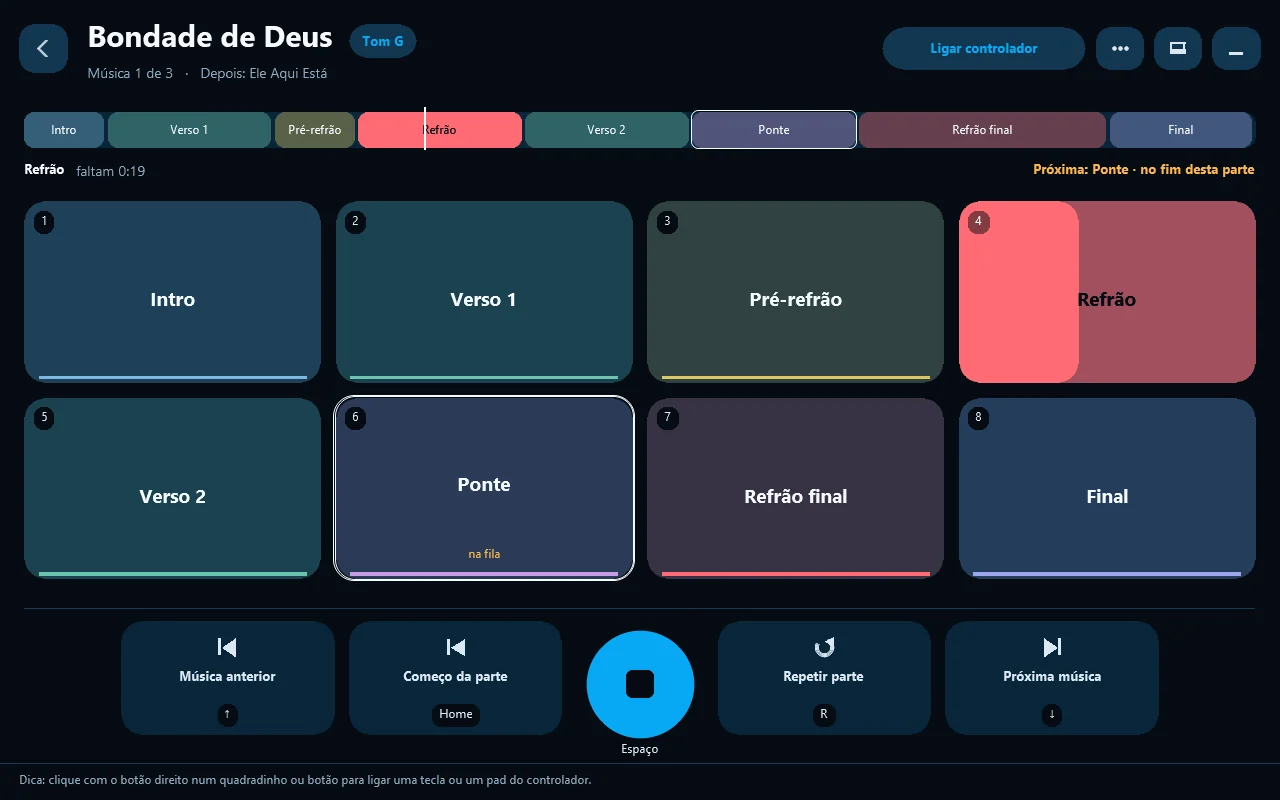 Bondade de Deus
Tom G
Música 1 de 3 · Depois: Ele Aqui Está
Ligar controlador
Intro
Verso 1
Pré-refrão
Refrão
Verso 2
Ponte
Refrão final
Final
Refrão faltam 0:19
Próxima: Ponte · no fim desta parte
1
Intro
2
Verso 1
3
Pré-refrão
4
Refrão
5
Verso 2
6
Ponte
na fila
7
Refrão final
8
Final
Música anterior
↑
Começo da parte
Home
Espaço
Repetir parte
R
Próxima música
↓
Dica: clique com o botão direito num quadradinho ou botão para ligar uma tecla ou um pad do controlador.